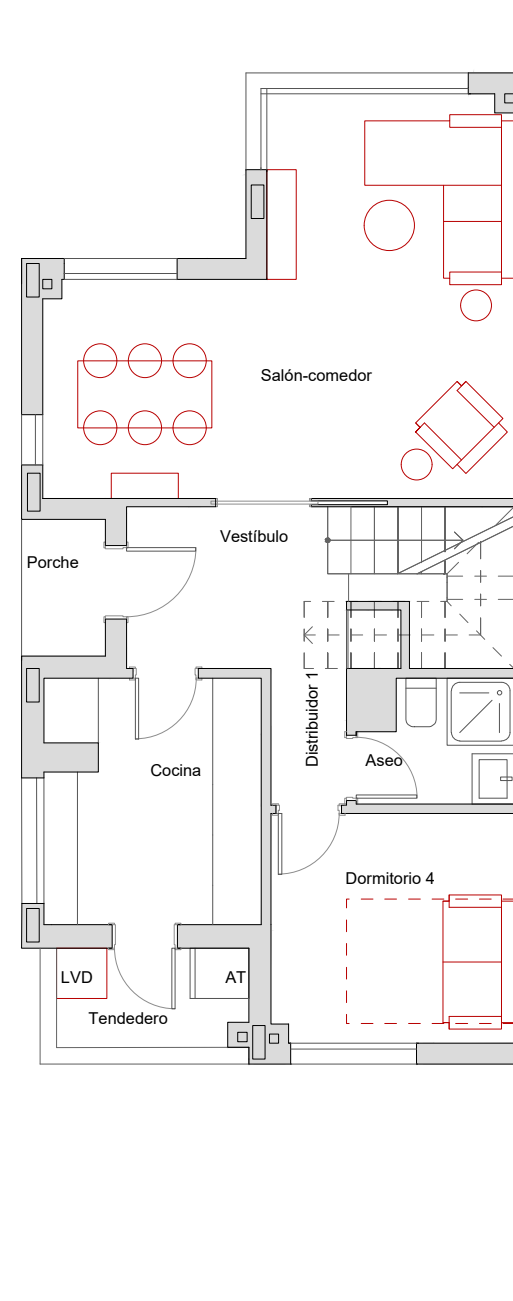 Salón-comedor
Vestíbulo
Porche
Distribuidor 1
Aseo
Cocina
Dormitorio 4
LVD
AT
Tendedero